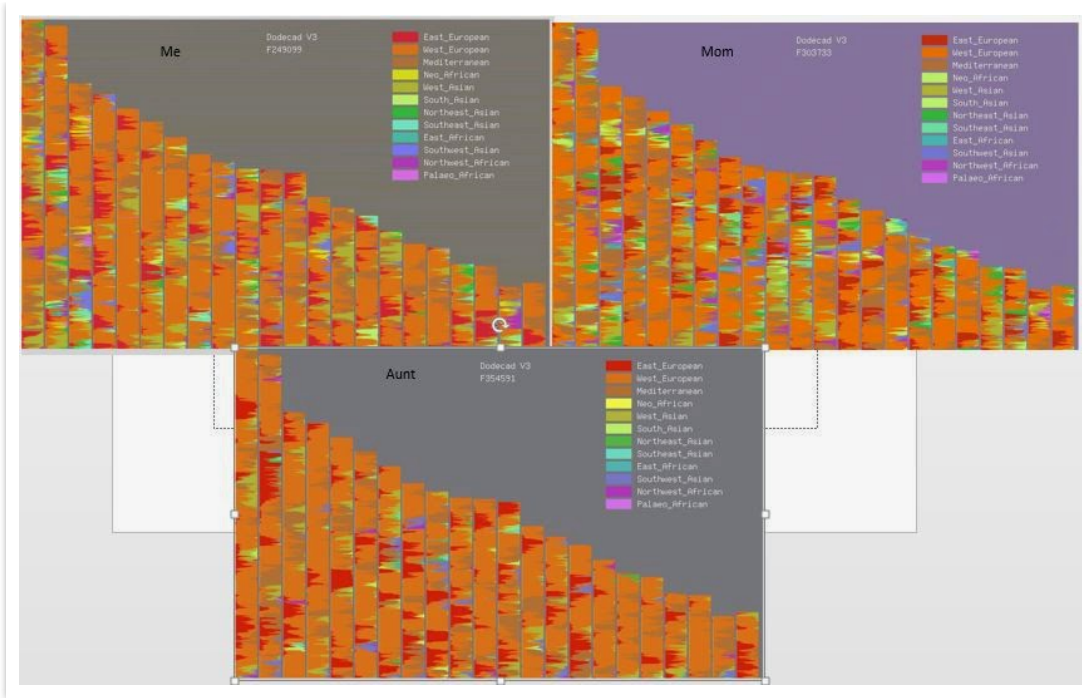 Me
Dodecad V3
F249099
East_European
West_European
Mediterranean
Neo_African
West_Asian
South_Asian
Northeast_Asian
Southeast_Asian
East_African
Southwest_Asian
Northwest_African
Palaeo_African
Mom
Dodecad V3
F303733
East_European
West_European
Mediterranean
Neo_African
West_Asian
South_Asian
Northeast_Asian
Southeast_Asian
East_African
Southwest_Asian
Northwest_African
Palaeo_African
Aunt
Dodecad V3
F354591
East_European
West_European
Mediterranean
Neo_African
West_Asian
South_Asian
Northeast_Asian
Southeast_Asian
East_African
Southwest_Asian
Northwest_African
Palaeo_African